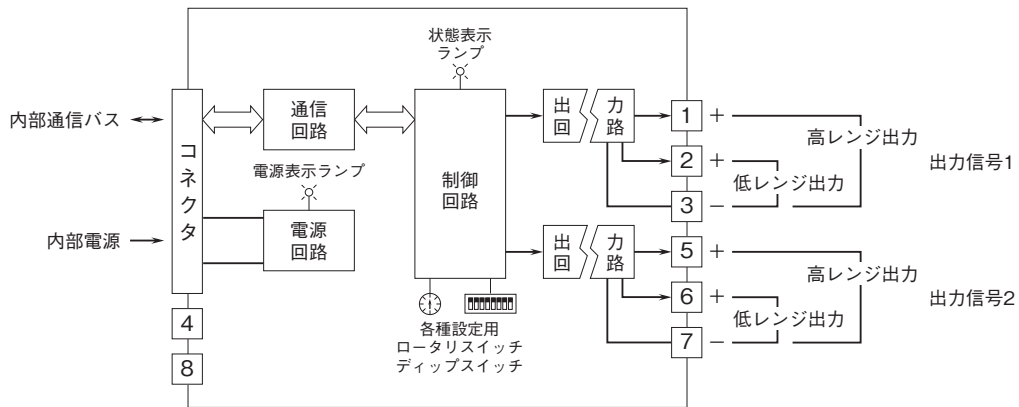 状態表示
ランプ
内部通信バス
コネクタ
通信
回路
電源表示ランプ
内部電源
電源
回路
制御
回路
出力
回路
1
+
高レンジ出力
出力信号1
2
+
低レンジ出力
3
−
出力
回路
5
+
高レンジ出力
出力信号2
6
+
低レンジ出力
7
−
4
8
各種設定用
ロータリスイッチ
ディップスイッチ